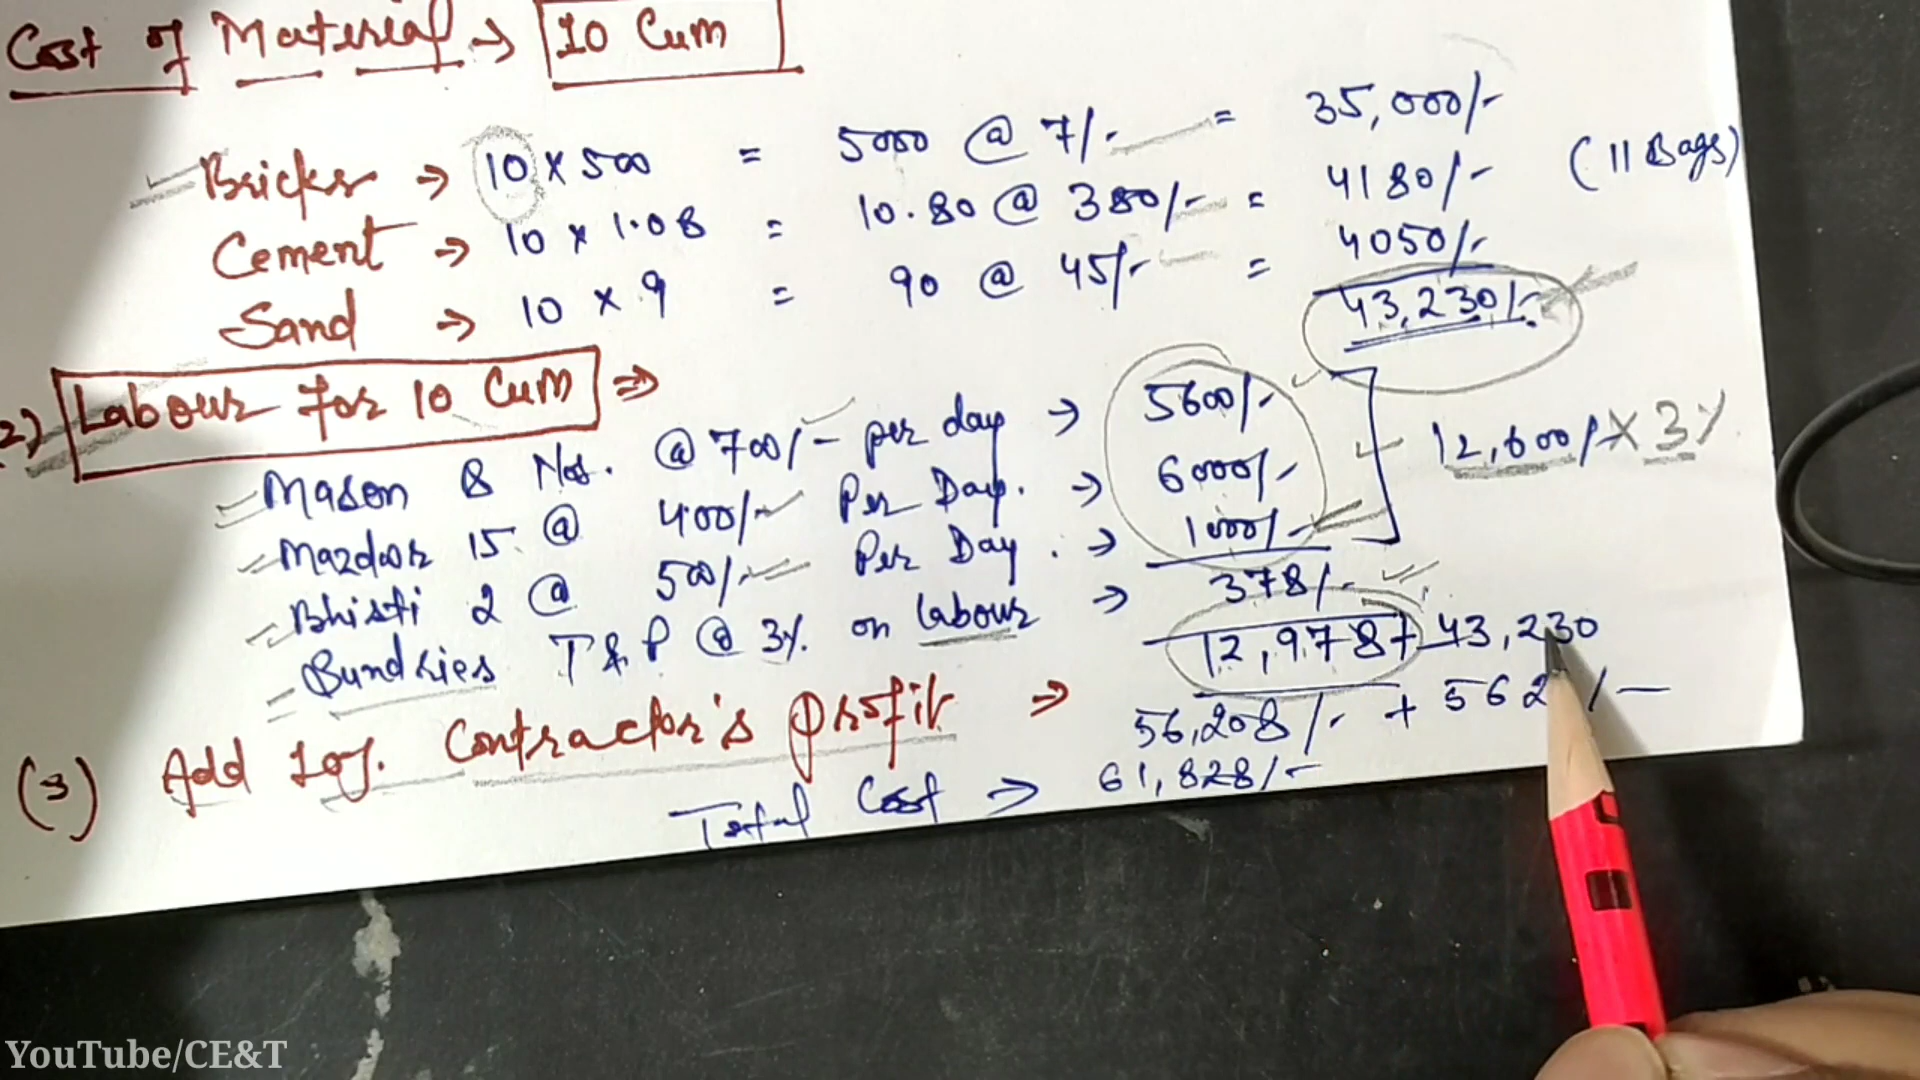 Cost of Material → 10 Cum
Bricks → 10 x 500 = 5000 @ 7/- = 35,000/-
Cement → 10 x 1.08 = 10.80 @ 380/- = 4180/- (11 Bags)
Sand → 10 x 9 = 90 @ 45/- = 4050/-
43,230/-
2) Labour for 10 Cum ⇒
Mason 8 Nos. @ 700/- per day → 5600/-
Mazdoor 15 @ 400/- Per Day. → 6000/- 12,600/- x 3%
Bhisti 2 @ 500/- Per Day. → 1000/-
Sundries T & P @ 3% on labour → 378/-
12,978 + 43,230
(3) Add 10%. Contractor's profit → 56,208/- + 562 /-
Total Cost → 61,828/-
YouTube/CE&T